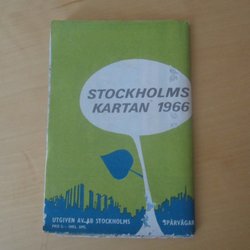 STOCKHOLMS
KARTAN 1966
UTGIVEN AV AB STOCKHOLMS SPÅRVÄGAR